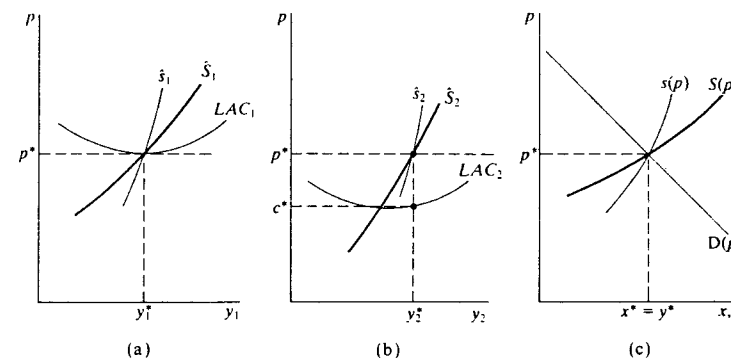 p
ŝ₁
Ŝ₁
LAC₁
p*
y₁*
y₁
(a)
p
ŝ₂
Ŝ₂
p*
LAC₂
c*
y₂*
y₂
(b)
p
s(p)
S(p
p*
D(p
x* = y*
x,
(c)